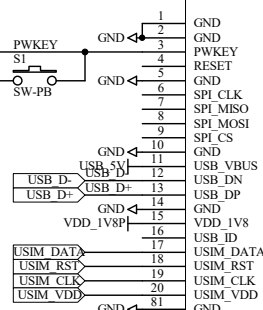 1 GND
GND 2 GND
PWKEY 3 PWKEY
S1 4 RESET
GND 5 GND
SW-PB 6 SPI_CLK
7 SPI_MISO
8 SPI_MOSI
9 SPI_CS
GND 10 GND
USB_5V 11 USB_VBUS
USB_D- USB_D- 12 USB_DN
USB_D+ USB_D+ 13 USB_DP
GND 14 GND
VDD_1V8P 15 VDD_1V8
16 USB_ID
USIM_DATA 17 USIM_DATA
USIM_RST 18 USIM_RST
USIM_CLK 19 USIM_CLK
USIM_VDD 20 USIM_VDD
GND 81 GND